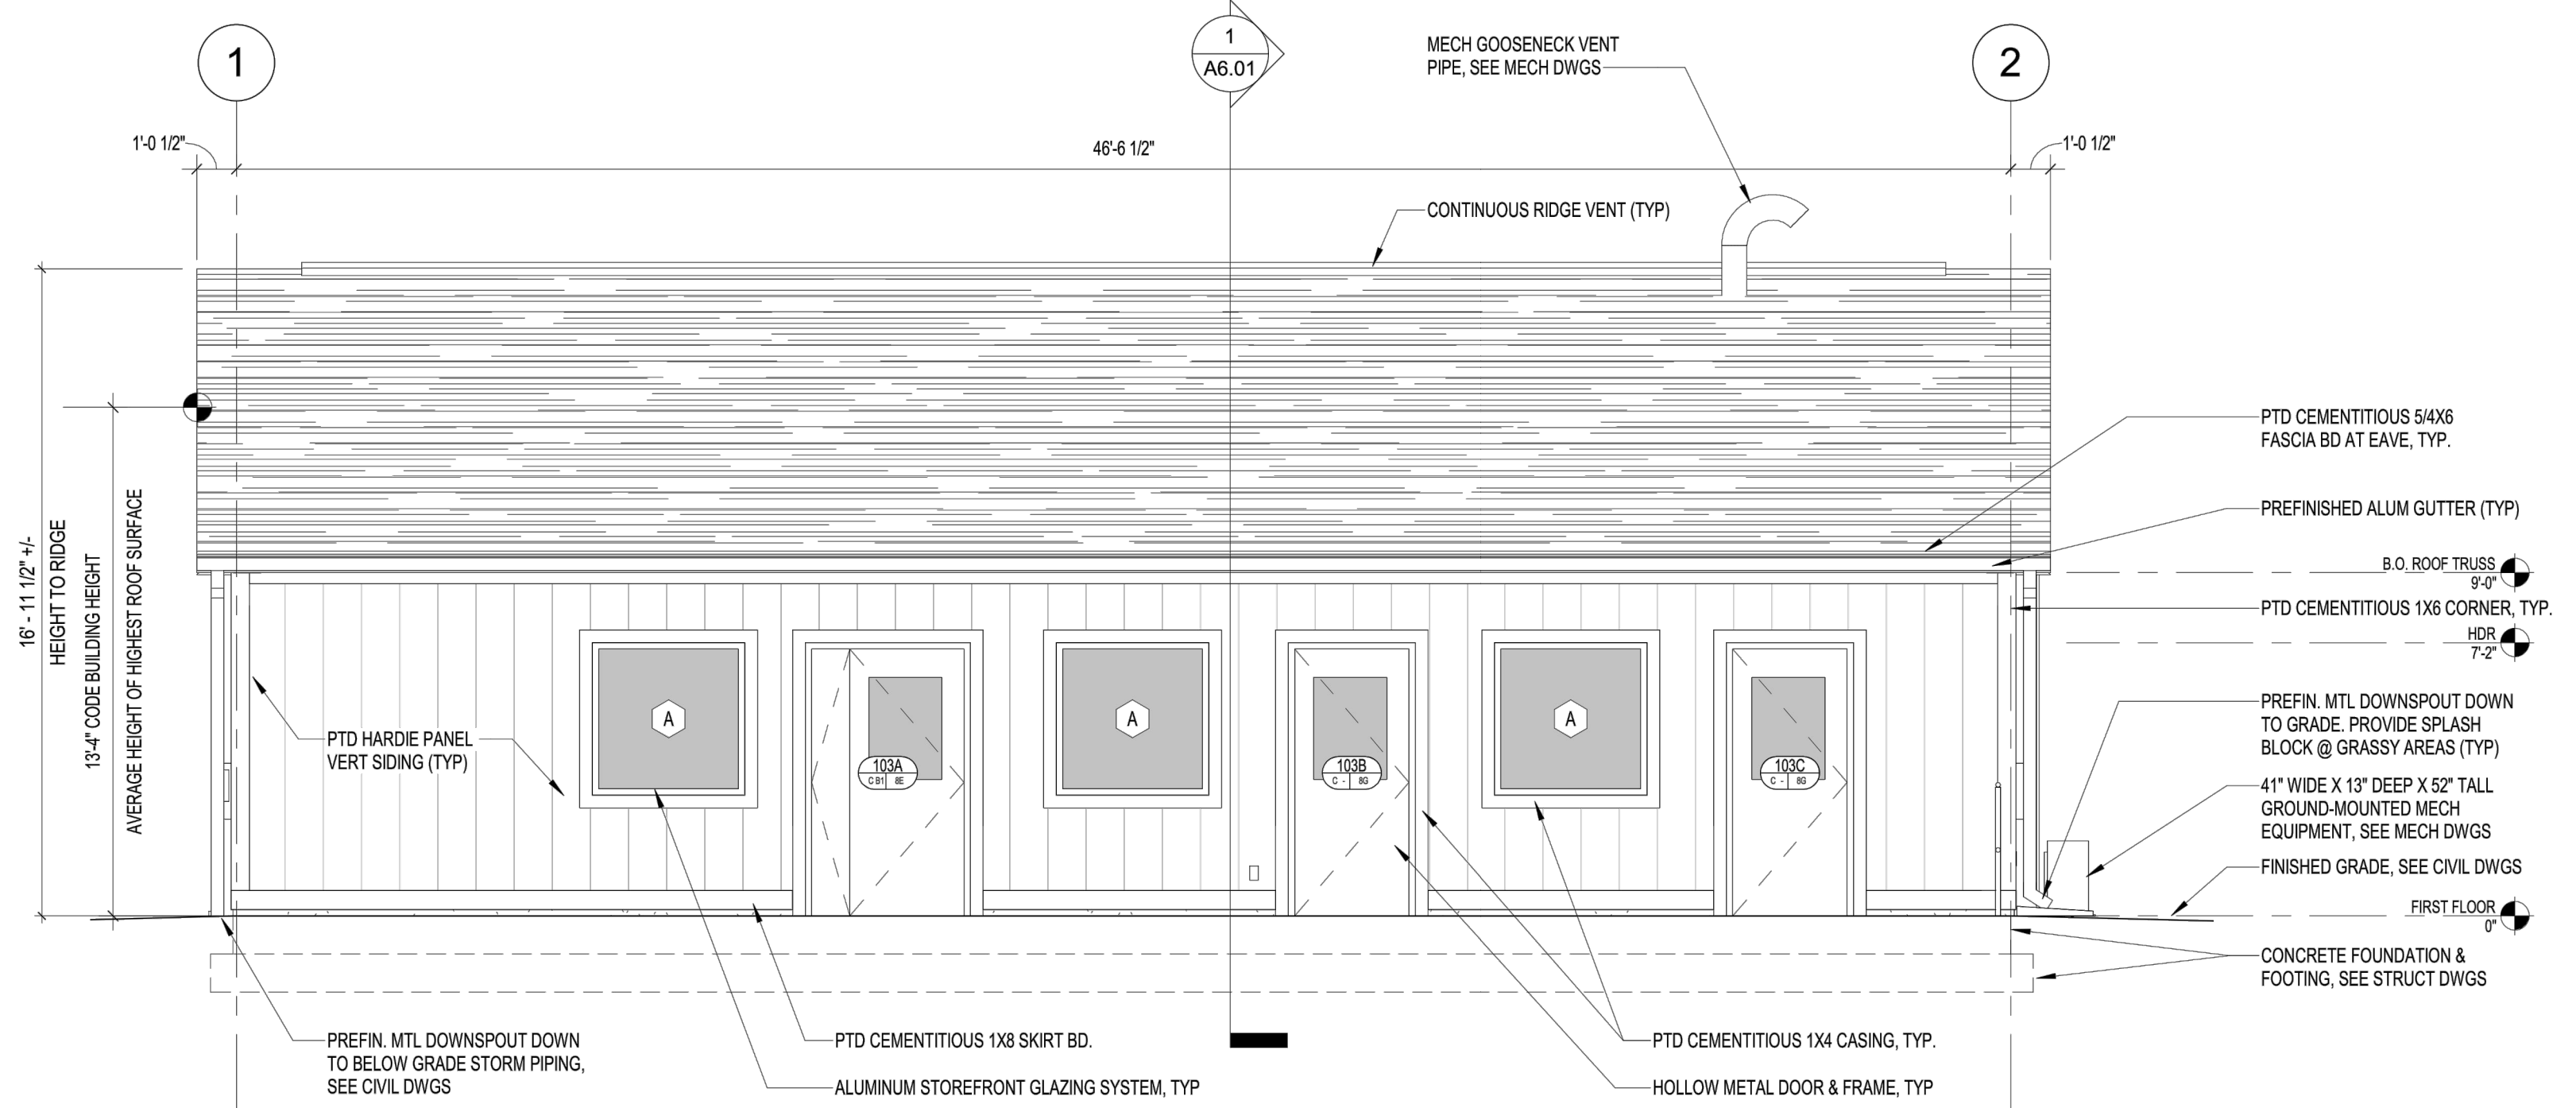 1
1
A6.01
2
MECH GOOSENECK VENT
PIPE, SEE MECH DWGS
1'-0 1/2"
46'-6 1/2"
1'-0 1/2"
CONTINUOUS RIDGE VENT (TYP)
16' - 11 1/2" +/-
HEIGHT TO RIDGE
13'-4" CODE BUILDING HEIGHT
AVERAGE HEIGHT OF HIGHEST ROOF SURFACE
PTD CEMENTITIOUS 5/4X6
FASCIA BD AT EAVE, TYP.
PREFINISHED ALUM GUTTER (TYP)
B.O. ROOF TRUSS
9'-0"
PTD CEMENTITIOUS 1X6 CORNER, TYP.
HDR
7'-2"
PREFIN. MTL DOWNSPOUT DOWN
TO GRADE. PROVIDE SPLASH
BLOCK @ GRASSY AREAS (TYP)
41" WIDE X 13" DEEP X 52" TALL
GROUND-MOUNTED MECH
EQUIPMENT, SEE MECH DWGS
FINISHED GRADE, SEE CIVIL DWGS
FIRST FLOOR
0"
CONCRETE FOUNDATION &
FOOTING, SEE STRUCT DWGS
PTD HARDIE PANEL
VERT SIDING (TYP)
A
103A
C B1 8E
A
103B
C - 8G
A
103C
C - 8G
PREFIN. MTL DOWNSPOUT DOWN
TO BELOW GRADE STORM PIPING,
SEE CIVIL DWGS
PTD CEMENTITIOUS 1X8 SKIRT BD.
ALUMINUM STOREFRONT GLAZING SYSTEM, TYP
PTD CEMENTITIOUS 1X4 CASING, TYP.
HOLLOW METAL DOOR & FRAME, TYP